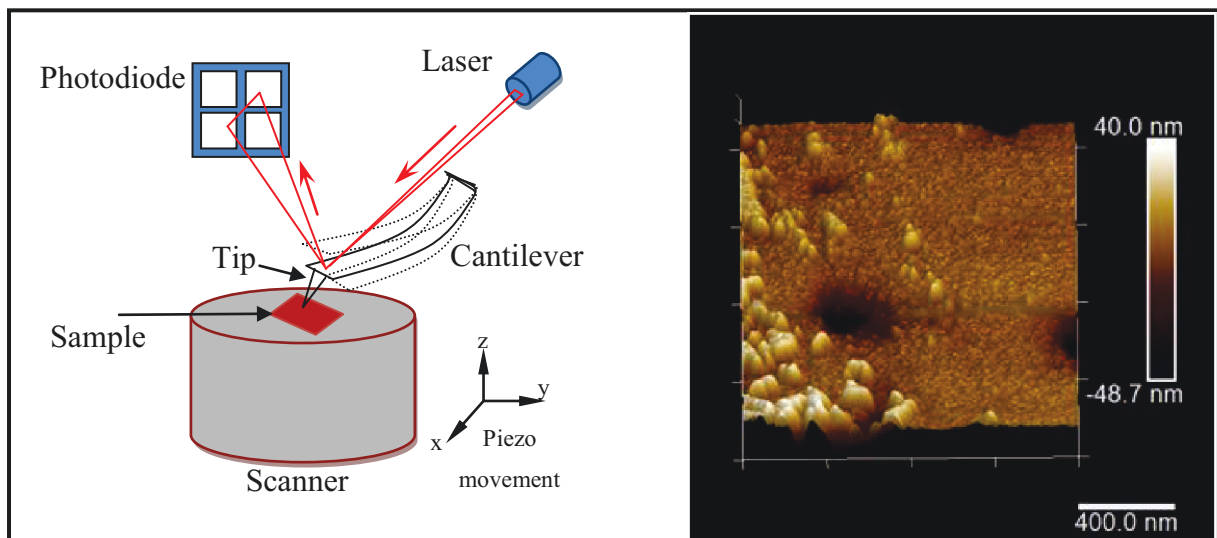 Photodiode
Laser
Tip
Cantilever
Sample
z
y
x
Piezo
movement
Scanner
40.0 nm
-48.7 nm
400.0 nm